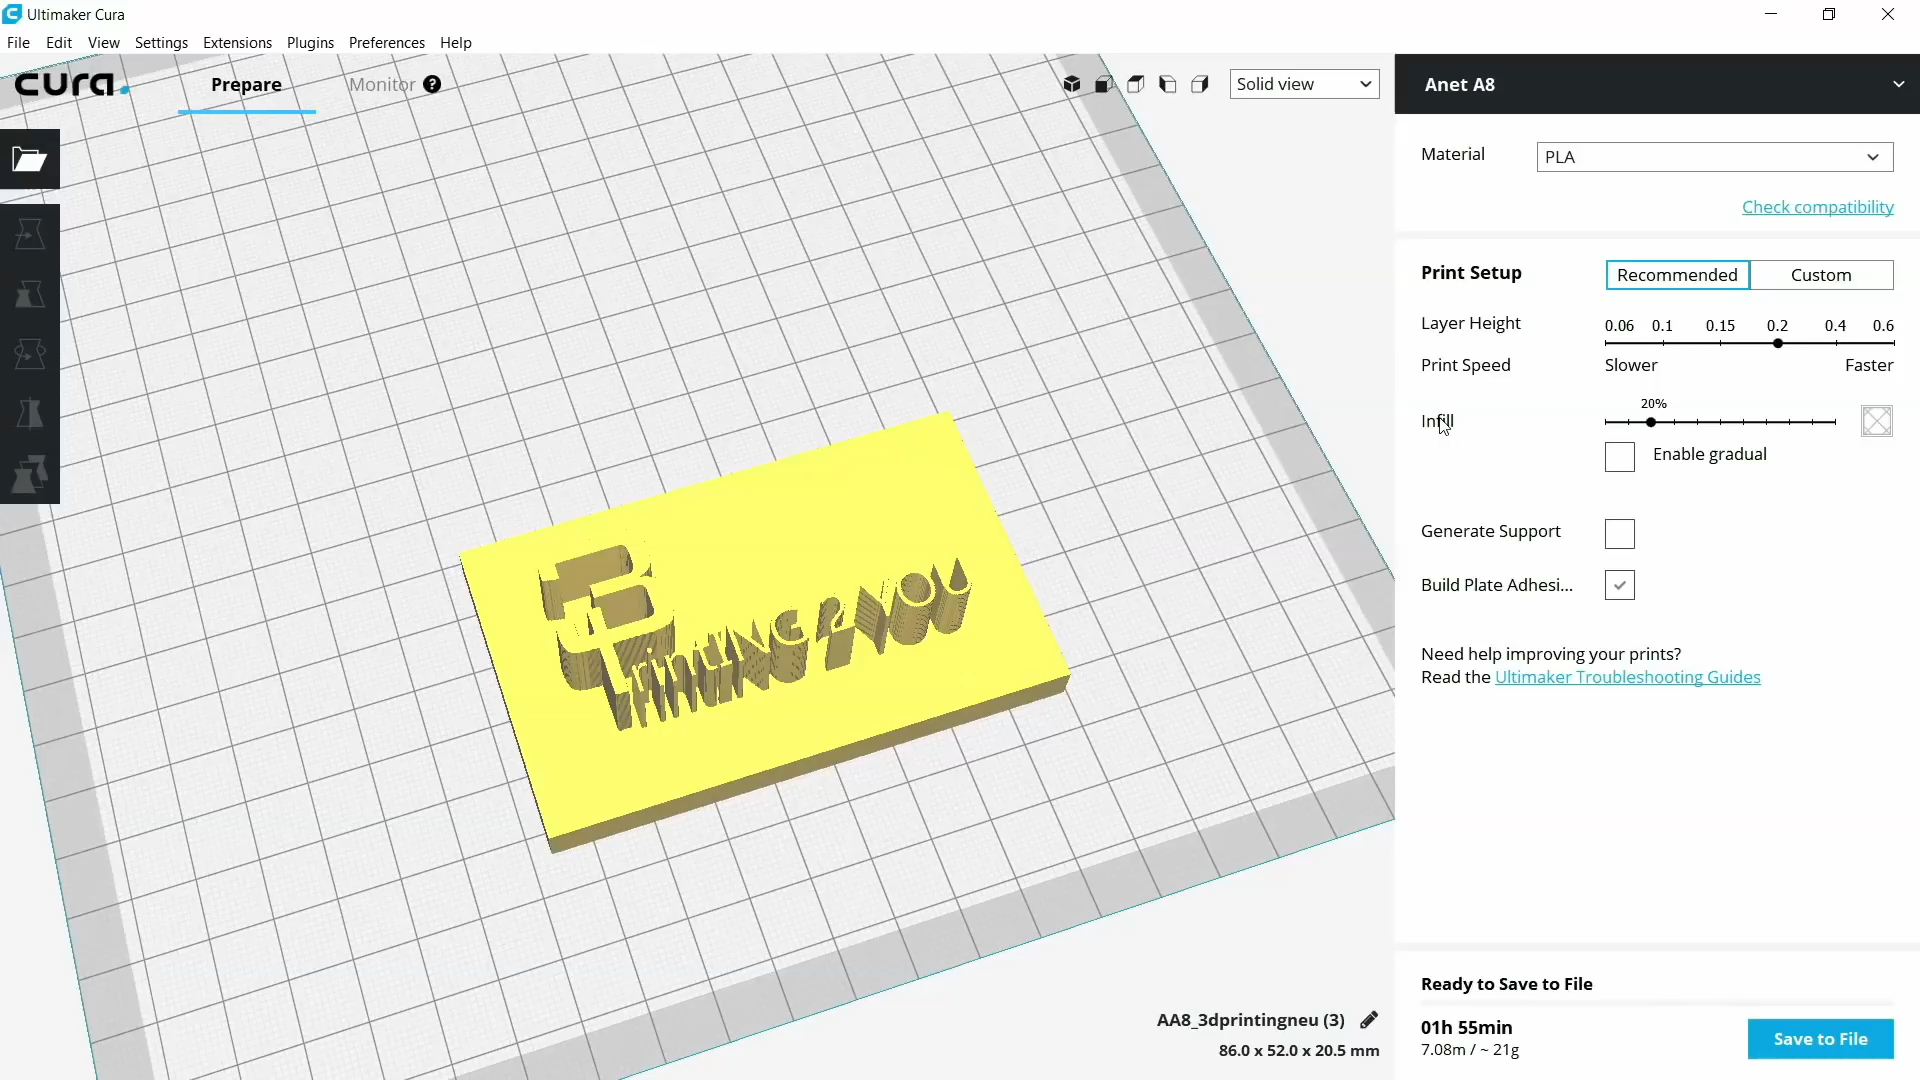 Ultimaker Cura
File Edit View Settings Extensions Plugins Preferences Help
cura. Prepare Monitor ? Solid view
Anet A8
Material PLA
Check compatibility
Print Setup Recommended Custom
Layer Height 0.06 0.1 0.15 0.2 0.4 0.6
Print Speed Slower Faster
20%
Infill
Enable gradual
Generate Support
Build Plate Adhesi...
Need help improving your prints?
Read the Ultimaker Troubleshooting Guides
3D
PrintING 2 YOU
Ready to Save to File
AA8_3dprintingneu (3)
86.0 x 52.0 x 20.5 mm
01h 55min
7.08m / ~ 21g
Save to File